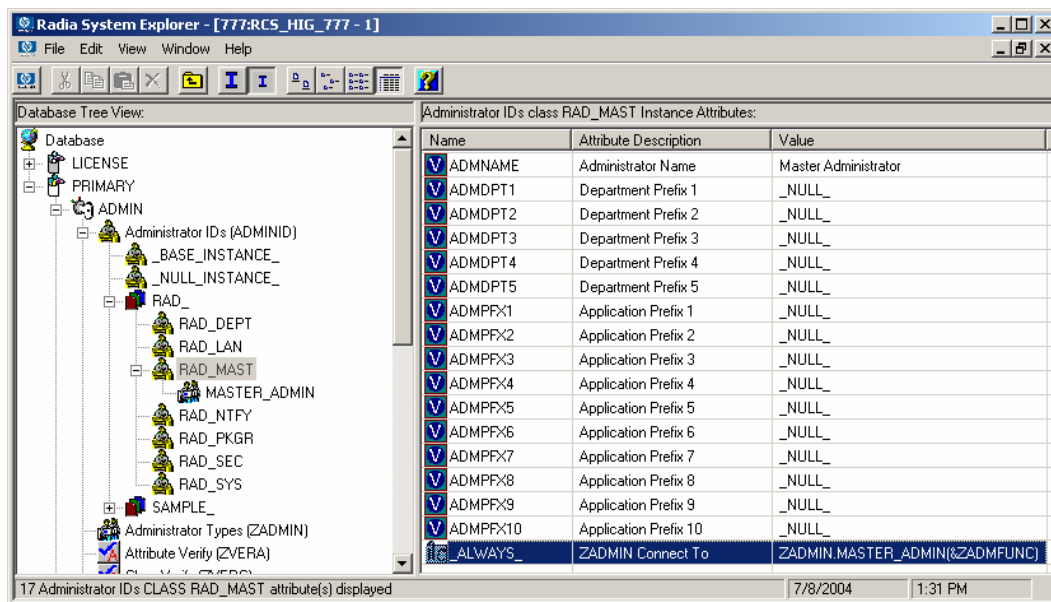 Radia System Explorer - [777:RCS_HIG_777 - 1]
File Edit View Window Help
Database Tree View:
Database
LICENSE
PRIMARY
ADMIN
Administrator IDs (ADMINID)
_BASE_INSTANCE_
_NULL_INSTANCE_
RAD_
RAD_DEPT
RAD_LAN
RAD_MAST
MASTER_ADMIN
RAD_NTFY
RAD_PKGR
RAD_SEC
RAD_SYS
SAMPLE_
Administrator Types (ZADMIN)
Attribute Verify (ZVERA)
Administrator IDs class RAD_MAST Instance Attributes:
Name Attribute Description Value
ADMNAME Administrator Name Master Administrator
ADMDPT1 Department Prefix 1 _NULL_
ADMDPT2 Department Prefix 2 _NULL_
ADMDPT3 Department Prefix 3 _NULL_
ADMDPT4 Department Prefix 4 _NULL_
ADMDPT5 Department Prefix 5 _NULL_
ADMPFX1 Application Prefix 1 _NULL_
ADMPFX2 Application Prefix 2 _NULL_
ADMPFX3 Application Prefix 3 _NULL_
ADMPFX4 Application Prefix 4 _NULL_
ADMPFX5 Application Prefix 5 _NULL_
ADMPFX6 Application Prefix 6 _NULL_
ADMPFX7 Application Prefix 7 _NULL_
ADMPFX8 Application Prefix 8 _NULL_
ADMPFX9 Application Prefix 9 _NULL_
ADMPFX10 Application Prefix 10 _NULL_
_ALWAYS_ ZADMIN Connect To ZADMIN.MASTER_ADMIN(&ZADMFUNC)
17 Administrator IDs CLASS RAD_MAST attribute(s) displayed 7/8/2004 1:31 PM